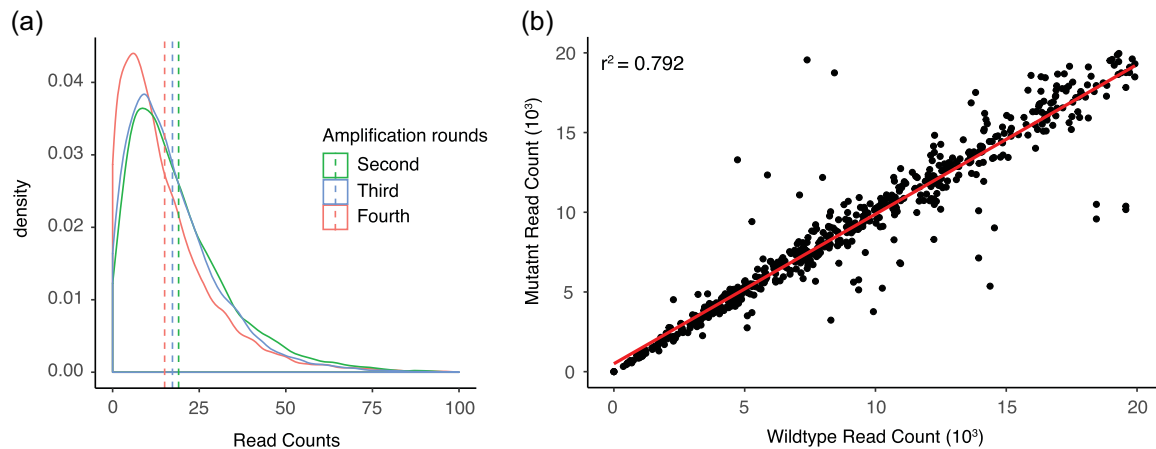 (a)
density
0.04
0.03
0.02
0.01
0.00
0
25
50
75
100
Read Counts
Amplification rounds
Second
Third
Fourth
(b)
r² = 0.792
Mutatnt Read Count (10³)
20
15
10
5
0
0
5
10
15
20
Wildtype Read Count (10³)